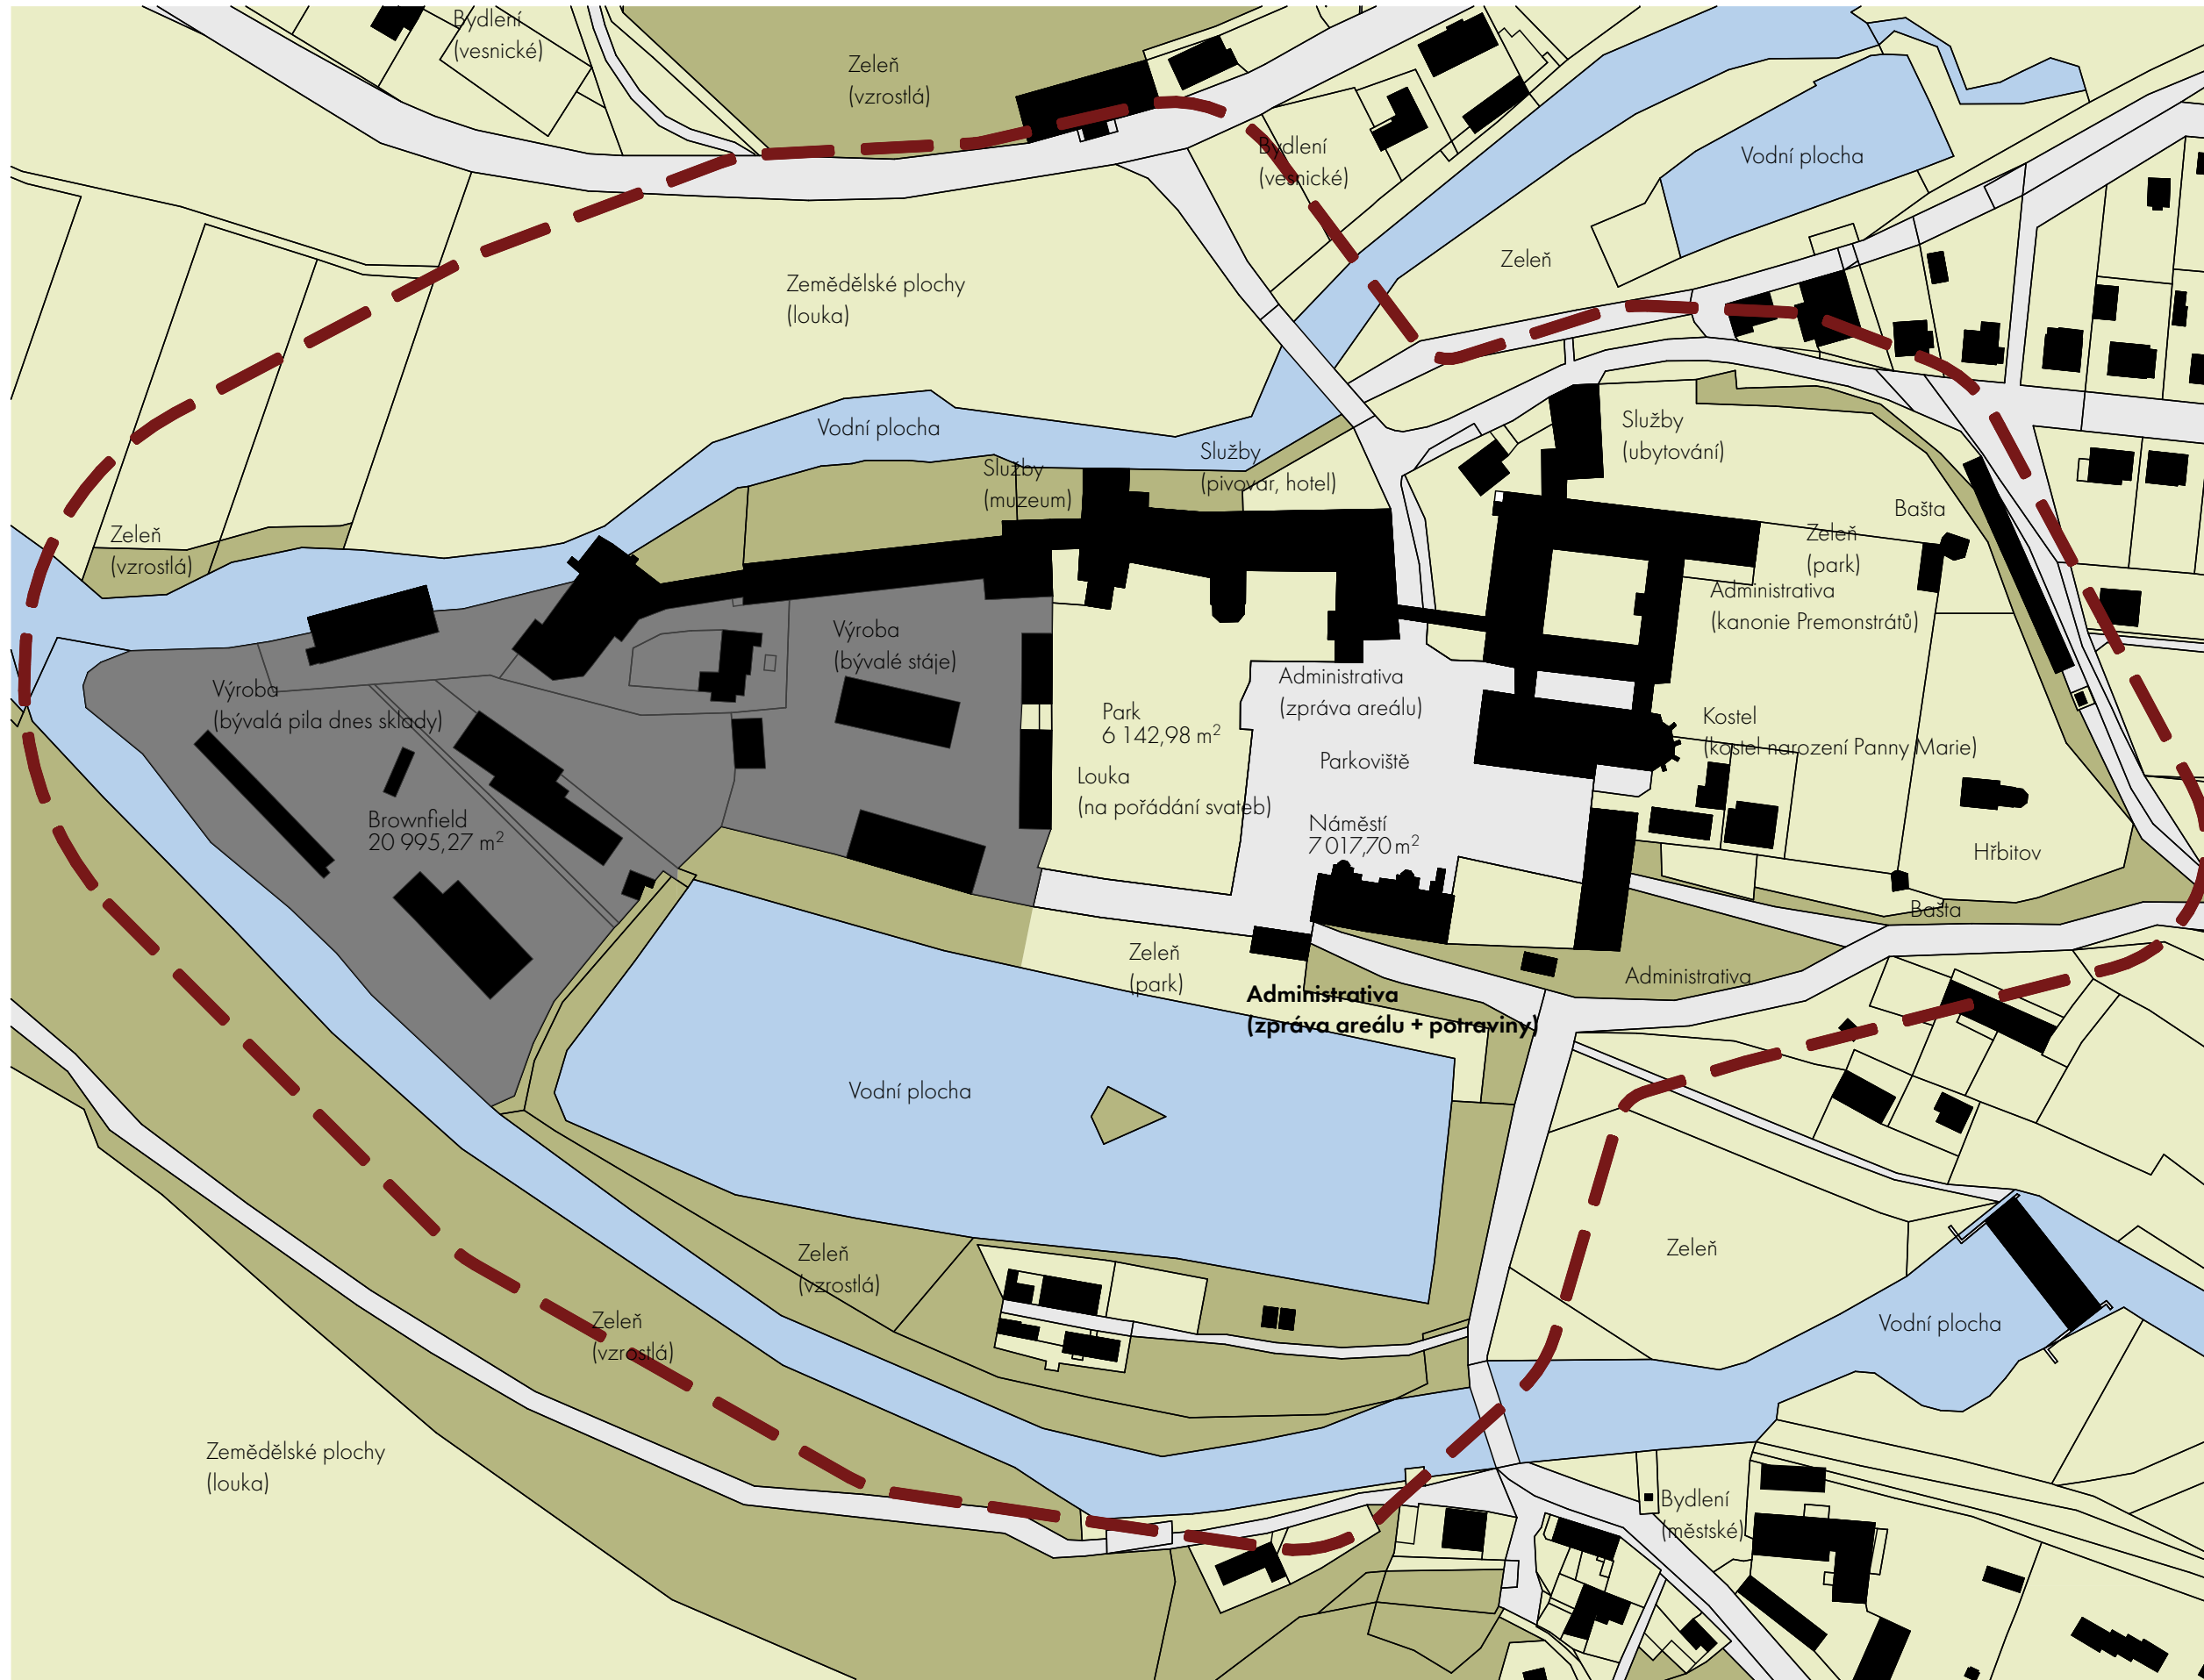 Bydlení
(vesnické)
Zeleň
(vzrostlá)
Bydlení
(vesnické)
Vodní plocha
Zeleň
Zemědělské plochy
(louka)
Vodní plocha
Služby
(muzeum)
Služby
(pivovar, hotel)
Služby
(ubytování)
Bašta
Zeleň
(park)
Zeleň
(vzrostlá)
Administrativa
(kanonie Premonstrátů)
Výroba
(bývalé stáje)
Výroba
(bývalá pila dnes sklady)
Administrativa
(zpráva areálu)
Park
6 142,98 m²
Kostel
(kostel narození Panny Marie)
Parkoviště
Louka
(na pořádání svateb)
Brownfield
20 995,27 m²
Náměstí
7 017,70 m²
Hřbitov
Bašta
Zeleň
(park)
Administrativa
Administrativa
(zpráva areálu + potraviny)
Vodní plocha
Zeleň
(vzrostlá)
Zeleň
Zeleň
(vzrostlá)
Vodní plocha
Zemědělské plochy
(louka)
Bydlení
(městské)